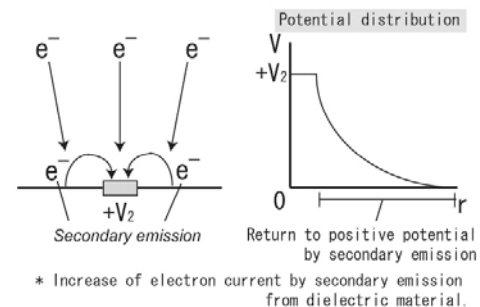 Potential distribution
e⁻ e⁻ e⁻
V
+V₂
e⁻ e⁻
+V₂
0
r
Secondary emission
Return to positive potential
by secondary emission
* Increase of electron current by secondary emission
from dielectric material.